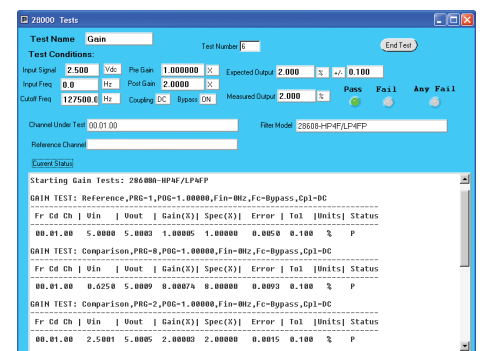 28000 Tests
Test Name Gain
Test Number 6
End Test
Test Conditions:
Input Signal 2.500 Vdc Pre Gain 1.000000 X Expected Output 2.000 % +/- 0.100
Input Freq 0.0 Hz Post Gain 2.0000 X
Cutoff Freq 127500.0 Hz Coupling DC Bypass ON Measured Output 2.000 %
Pass Fail Any Fail
Channel Under Test 00.01.00 Filter Model 28608-HP4F/LP4FP
Reference Channel
Current Status
Starting Gain Tests: 28608A-HP4F/LP4FP
GAIN TEST: Reference,PRG-1,POG-1.00000,Fin-0Hz,Fc-Bypass,Cpl-DC
Fr Cd Ch | Vin | Vout | Gain(X)| Spec(X)| Error | Tol |Units| Status
00.01.00 5.0000 5.0003 1.00005 1.00000 0.0050 0.100 % P
GAIN TEST: Comparison,PRG-8,POG-1.00000,Fin-0Hz,Fc-Bypass,Cpl-DC
Fr Cd Ch | Vin | Vout | Gain(X)| Spec(X)| Error | Tol |Units| Status
00.01.00 0.6250 5.0009 8.00074 8.00000 0.0093 0.100 % P
GAIN TEST: Comparison,PRG-2,POG-1.00000,Fin-0Hz,Fc-Bypass,Cpl-DC
Fr Cd Ch | Vin | Vout | Gain(X)| Spec(X)| Error | Tol |Units| Status
00.01.00 2.5001 5.0005 2.00003 2.00000 0.0015 0.100 % P